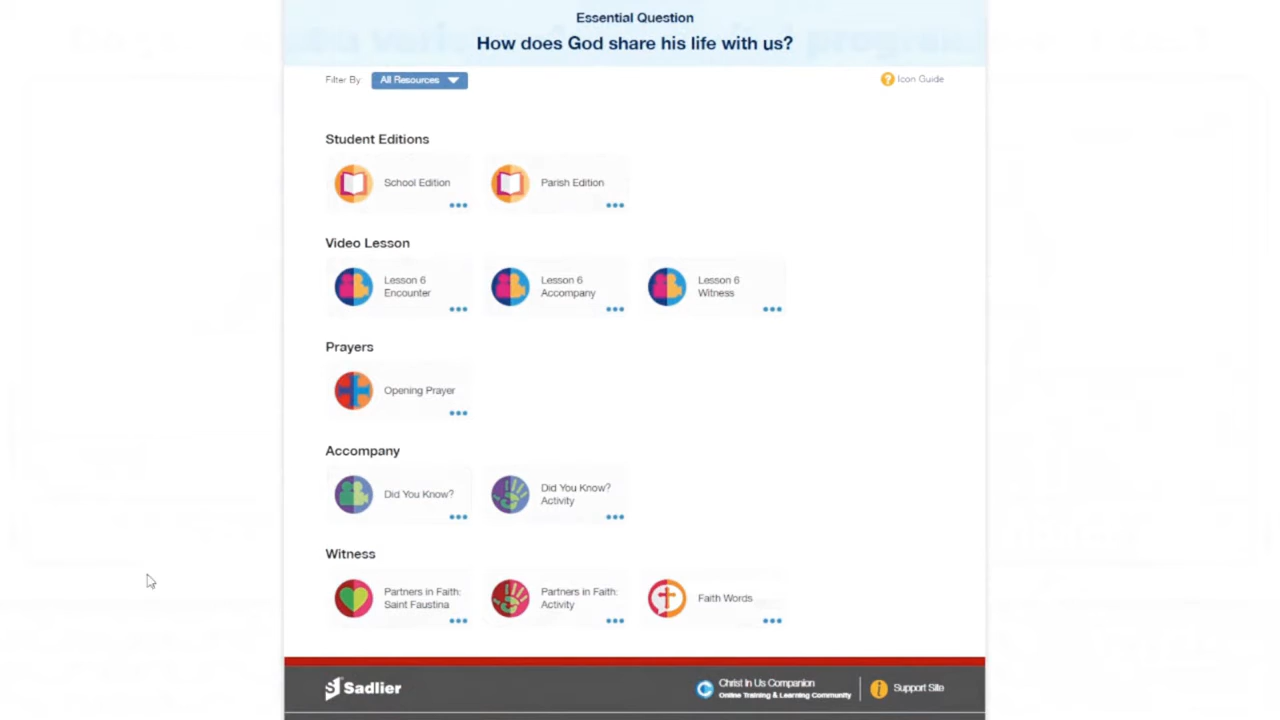 Essential Question
How does God share his life with us?
Filter By: All Resources
Icon Guide
Student Editions
School Edition
Parish Edition
Video Lesson
Lesson 6
Encounter
Lesson 6
Accompany
Lesson 6
Witness
Prayers
Opening Prayer
Accompany
Did You Know?
Did You Know?
Activity
Witness
Partners in Faith:
Saint Faustina
Partners in Faith:
Activity
Faith Words
Sadlier
Christ In Us Companion
Online Training & Learning Community
Support Site